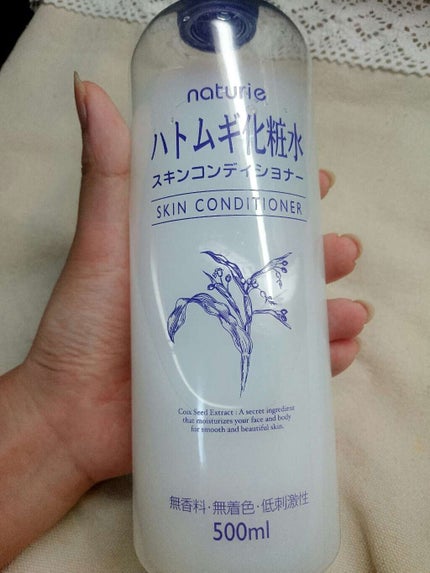 naturie
ハトムギ化粧水
スキンコンディショナー
SKIN CONDITIONER
Coix Seed Extract : A secret ingredient
that moisturizes your face and body
for smooth and beautiful skin.
無香料・無着色・低刺激性
500ml